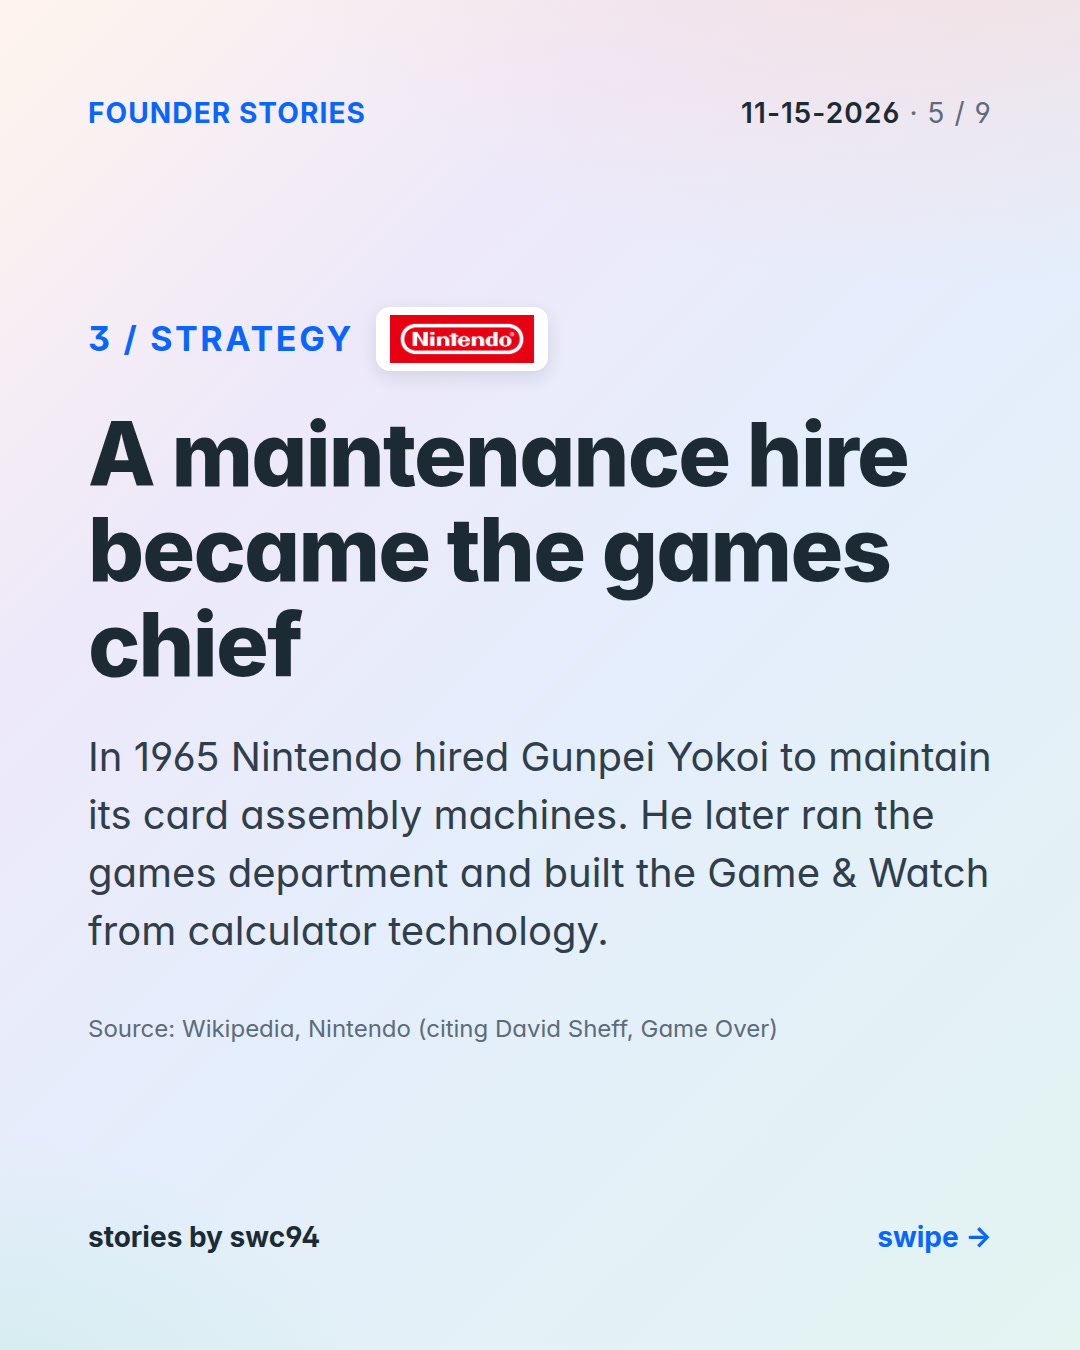 FOUNDER STORIES
11-15-2026 · 5 / 9
3 / STRATEGY
Nintendo®
A maintenance hire
became the games
chief
In 1965 Nintendo hired Gunpei Yokoi to maintain
its card assembly machines. He later ran the
games department and built the Game & Watch
from calculator technology.
Source: Wikipedia, Nintendo (citing David Sheff, Game Over)
stories by swc94
swipe →